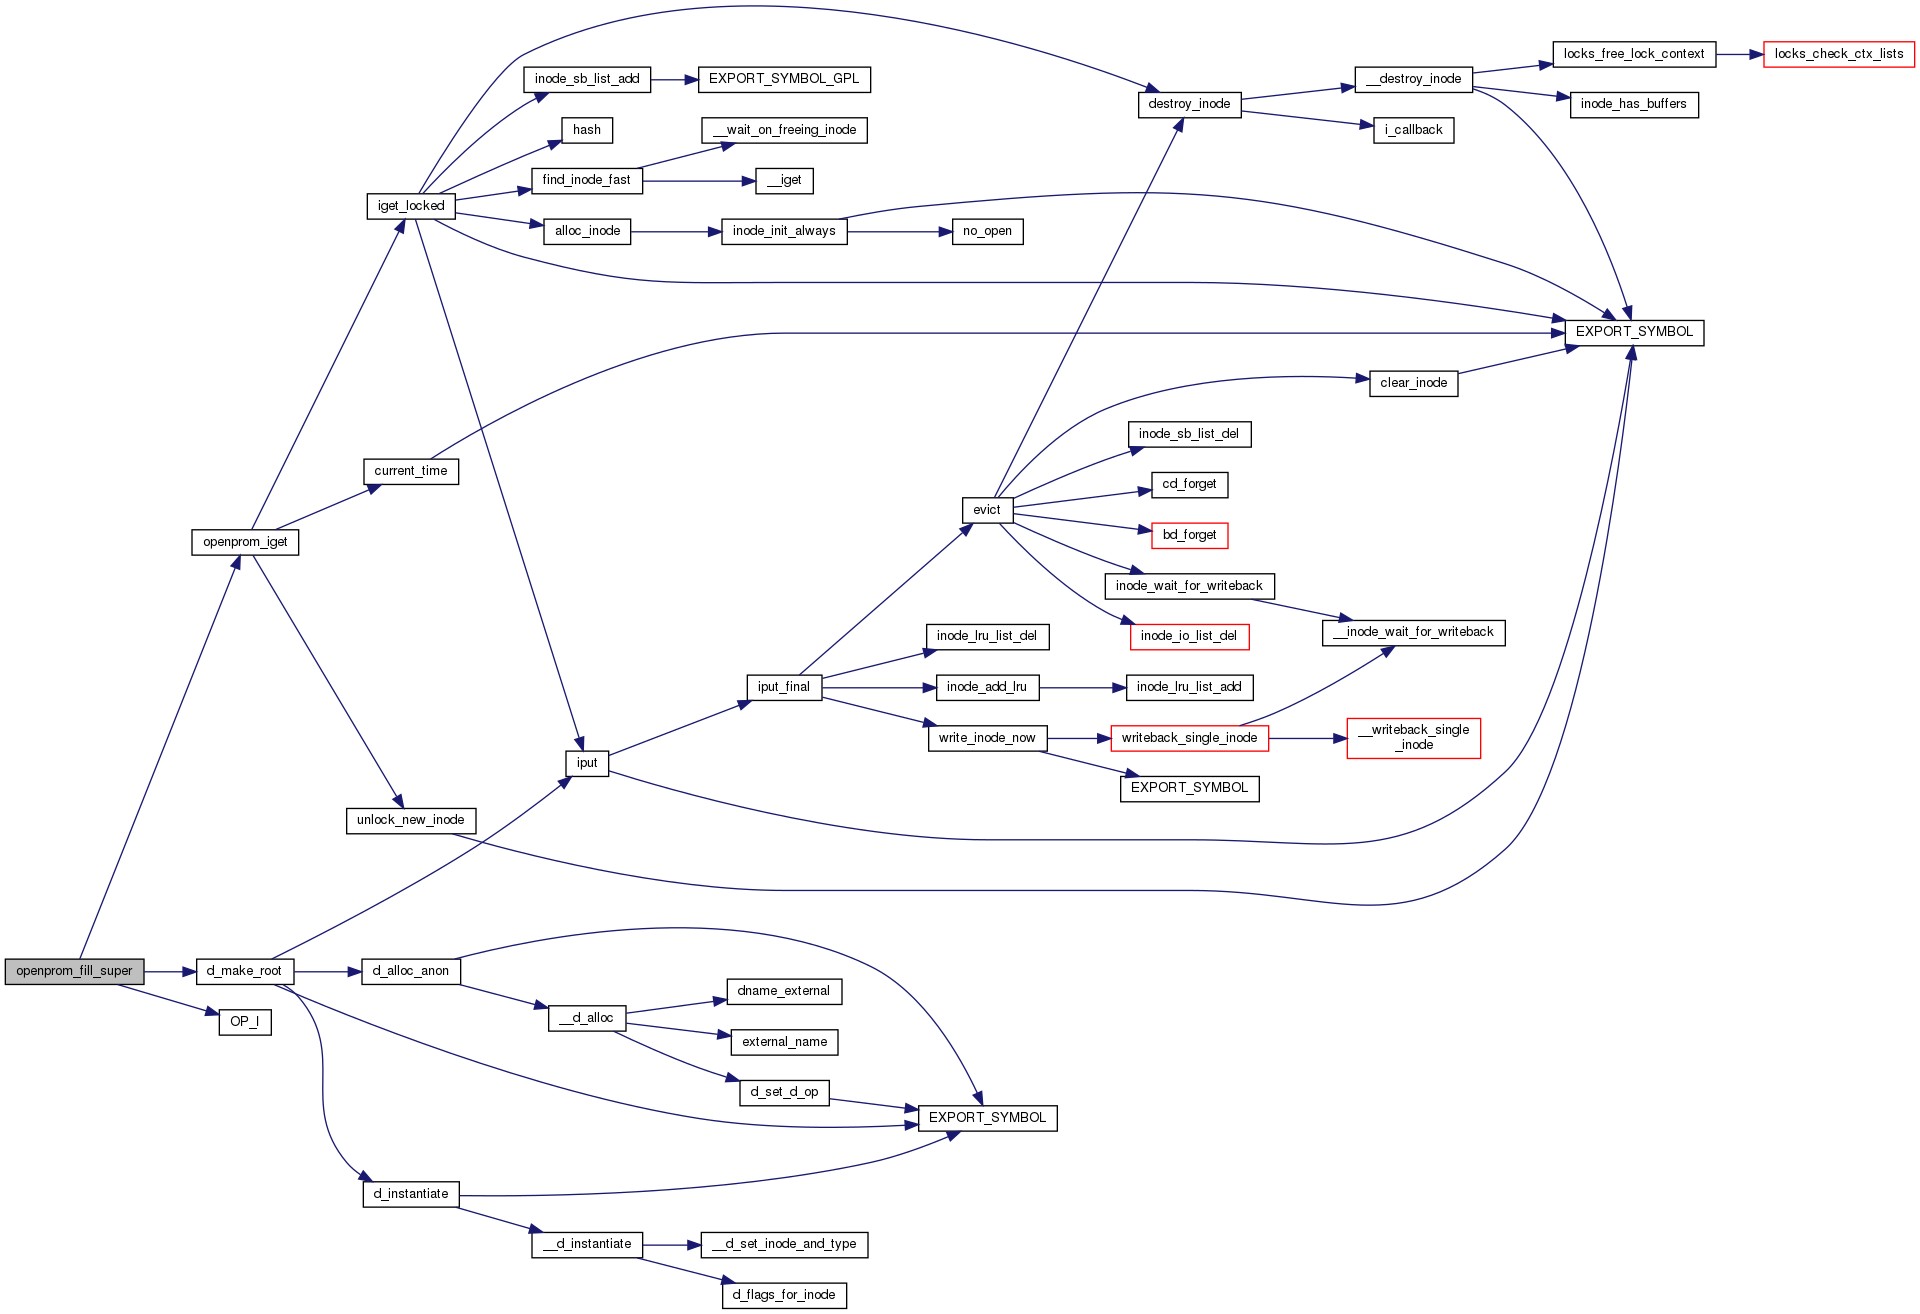 locks_free_lock_context
locks_check_ctx_lists
inode_sb_list_add
EXPORT_SYMBOL_GPL
__destroy_inode
destroy_inode
inode_has_buffers
hash
__wait_on_freeing_inode
i_callback
find_inode_fast
__iget
iget_locked
alloc_inode
inode_init_always
no_open
EXPORT_SYMBOL
clear_inode
inode_sb_list_del
current_time
cd_forget
evict
bd_forget
openprom_iget
inode_wait_for_writeback
inode_lru_list_del
inode_io_list_del
__inode_wait_for_writeback
iput_final
inode_add_lru
inode_lru_list_add
write_inode_now
writeback_single_inode
__writeback_single
_inode
iput
EXPORT_SYMBOL
unlock_new_inode
openprom_fill_super
d_make_root
d_alloc_anon
dname_external
OP_I
__d_alloc
external_name
d_set_d_op
EXPORT_SYMBOL
d_instantiate
__d_instantiate
__d_set_inode_and_type
d_flags_for_inode